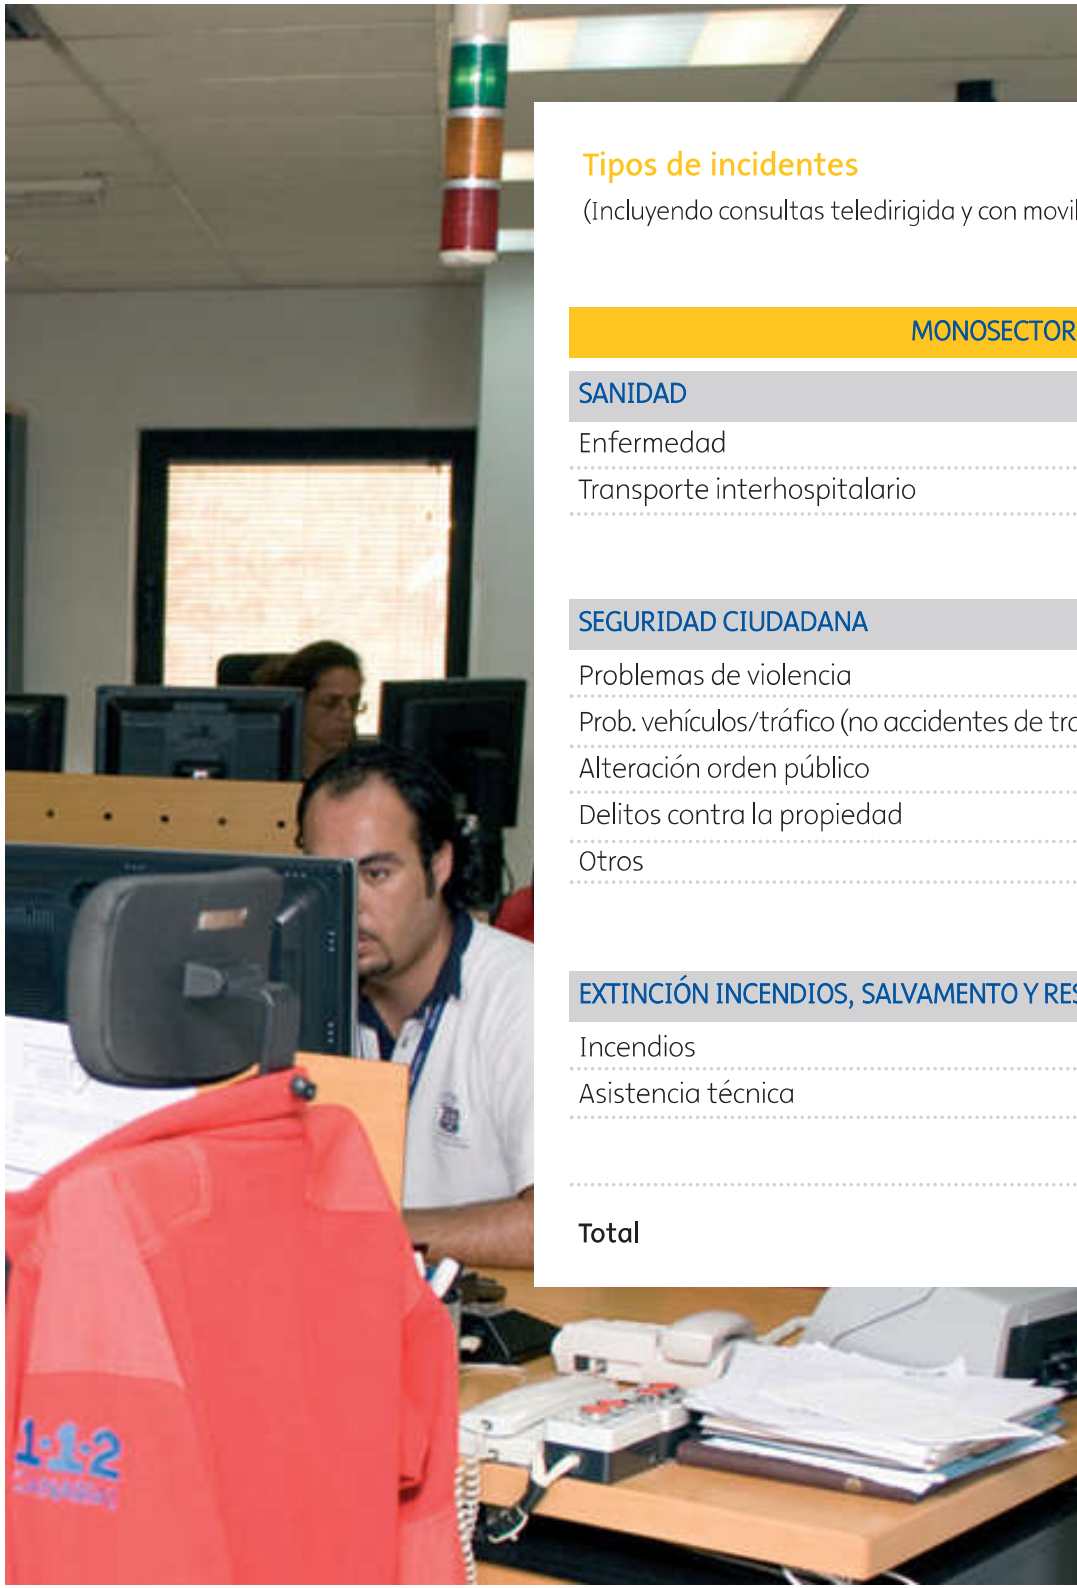 Tipos de incidentes
(Incluyendo consultas teledirigida y con movil
MONOSECTOR
SANIDAD
Enfermedad
Transporte interhospitalario
SEGURIDAD CIUDADANA
Problemas de violencia
Prob. vehículos/tráfico (no accidentes de tra
Alteración orden público
Delitos contra la propiedad
Otros
EXTINCIÓN INCENDIOS, SALVAMENTO Y RES
Incendios
Asistencia técnica
Total
1·1·2
CANARIAS